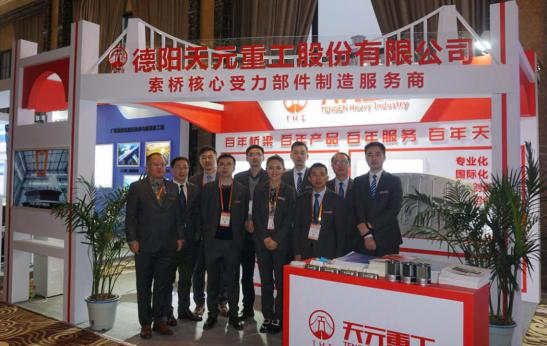 德阳天元重工股份有限公司
索桥核心受力部件制造服务商
TENGEN Heavy Industry
T H I
百年桥梁 百年产品 百年服务 百年天
专业化
国际化
天元重工